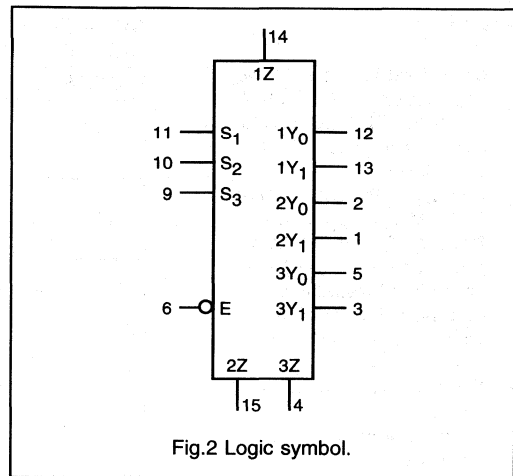 14
1Z
11 S₁ 1Y₀ 12
10 S₂ 1Y₁ 13
9 S₃ 2Y₀ 2
2Y₁ 1
3Y₀ 5
6 E 3Y₁ 3
2Z 3Z
15 4
Fig.2 Logic symbol.